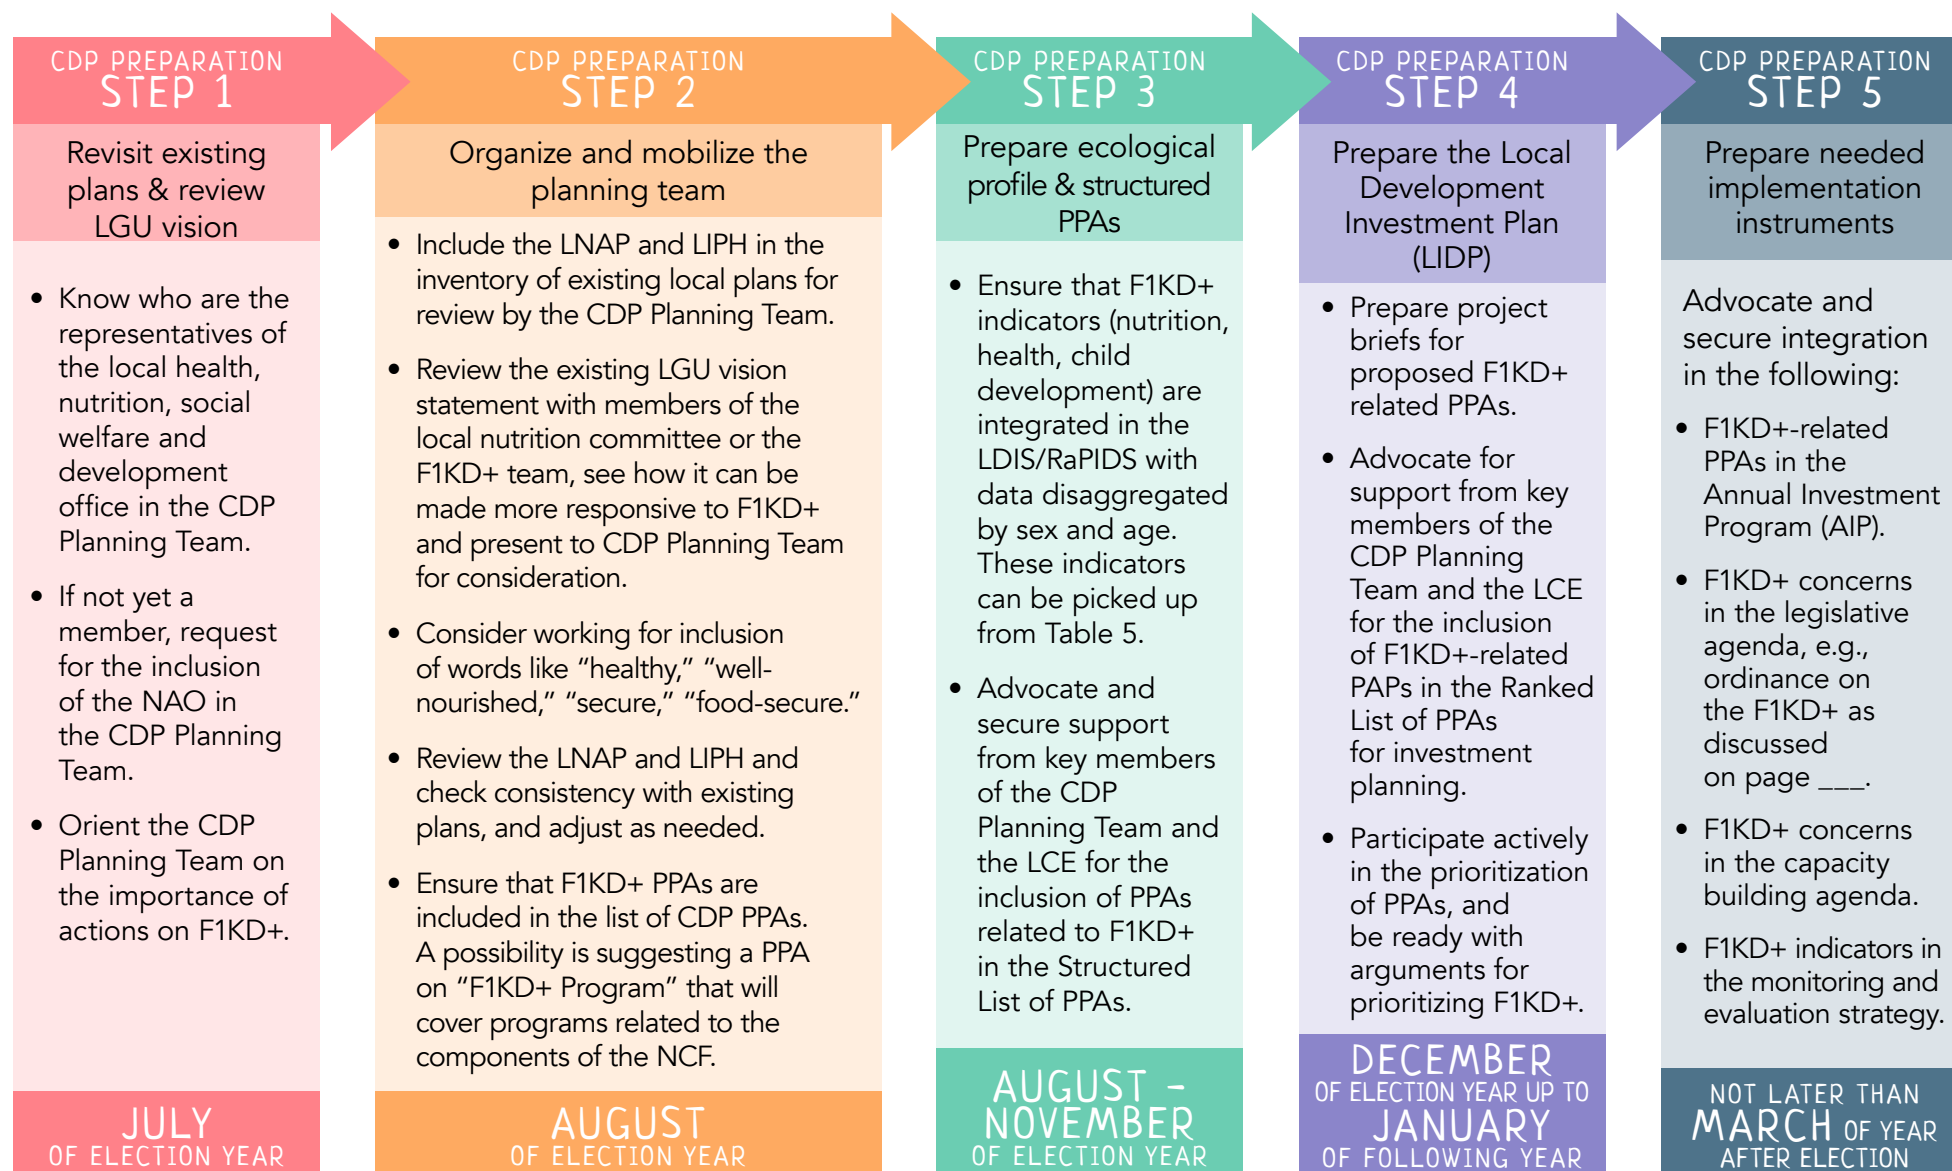 CDP PREPARATION
STEP 1
Revisit existing
plans & review
LGU vision
• Know who are the
representatives of
the local health,
nutrition, social
welfare and
development
office in the CDP
Planning Team.
• If not yet a
member, request
for the inclusion
of the NAO in
the CDP Planning
Team.
• Orient the CDP
Planning Team on
the importance of
actions on F1KD+.
JULY
OF ELECTION YEAR
CDP PREPARATION
STEP 2
Organize and mobilize the
planning team
• Include the LNAP and LIPH in the
inventory of existing local plans for
review by the CDP Planning Team.
• Review the existing LGU vision
statement with members of the
local nutrition committee or the
F1KD+ team, see how it can be
made more responsive to F1KD+
and present to CDP Planning Team
for consideration.
• Consider working for inclusion
of words like “healthy,” “well-
nourished,” “secure,” “food-secure.”
• Review the LNAP and LIPH and
check consistency with existing
plans, and adjust as needed.
• Ensure that F1KD+ PPAs are
included in the list of CDP PPAs.
A possibility is suggesting a PPA
on “F1KD+ Program” that will
cover programs related to the
components of the NCF.
AUGUST
OF ELECTION YEAR
CDP PREPARATION
STEP 3
Prepare ecological
profile & structured
PPAs
• Ensure that F1KD+
indicators (nutrition,
health, child
development) are
integrated in the
LDIS/RaPIDS with
data disaggregated
by sex and age.
These indicators
can be picked up
from Table 5.
• Advocate and
secure support
from key members
of the CDP
Planning Team and
the LCE for the
inclusion of PPAs
related to F1KD+
in the Structured
List of PPAs.
AUGUST -
NOVEMBER
OF ELECTION YEAR
CDP PREPARATION
STEP 4
Prepare the Local
Development
Investment Plan
(LIDP)
• Prepare project
briefs for
proposed F1KD+
related PPAs.
• Advocate for
support from key
members of the
CDP Planning
Team and the LCE
for the inclusion
of F1KD+-related
PAPs in the Ranked
List of PPAs
for investment
planning.
• Participate actively
in the prioritization
of PPAs, and
be ready with
arguments for
prioritizing F1KD+.
DECEMBER
OF ELECTION YEAR UP TO
JANUARY
OF FOLLOWING YEAR
CDP PREPARATION
STEP 5
Prepare needed
implementation
instruments
Advocate and
secure integration
in the following:
• F1KD+-related
PPAs in the
Annual Investment
Program (AIP).
• F1KD+ concerns
in the legislative
agenda, e.g.,
ordinance on
the F1KD+ as
discussed
on page ___.
• F1KD+ concerns
in the capacity
building agenda.
• F1KD+ indicators in
the monitoring and
evaluation strategy.
NOT LATER THAN
MARCH OF YEAR
AFTER ELECTION